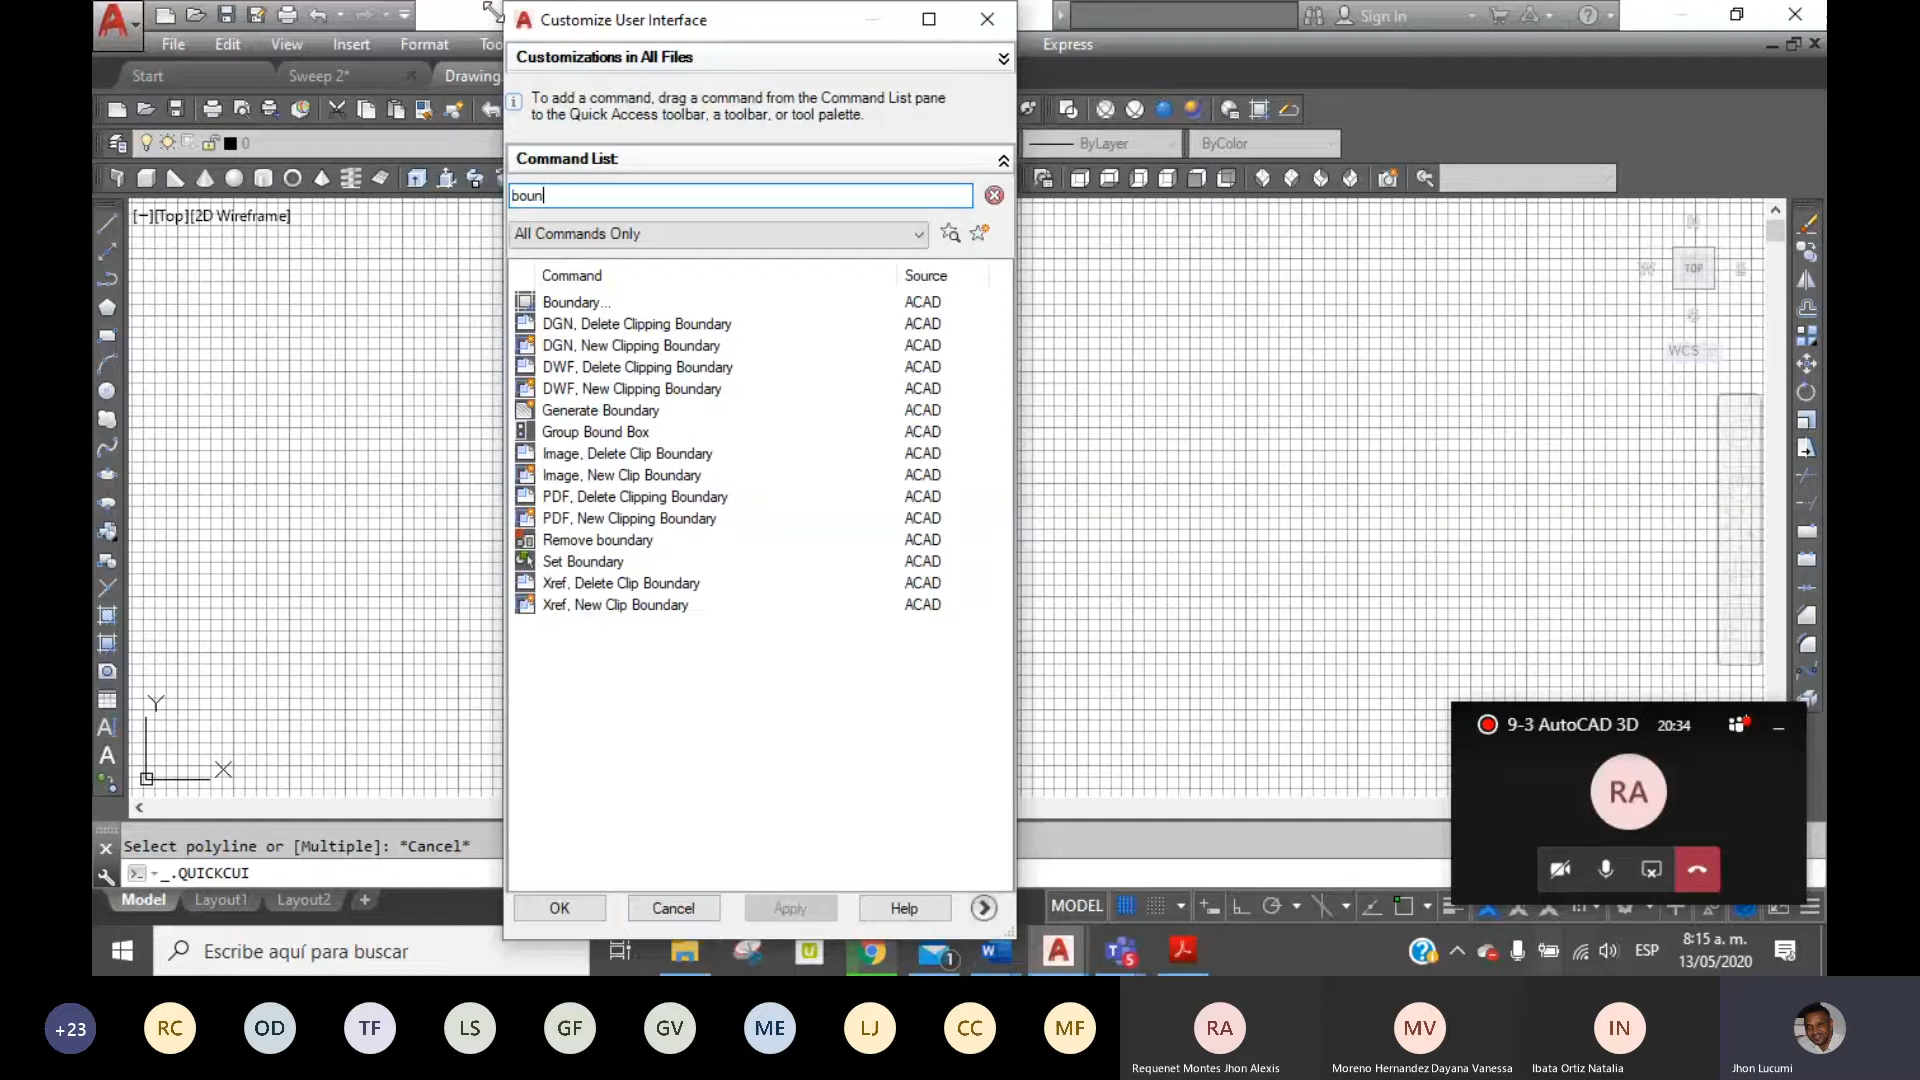 Customize User Interface
Sign In
File Edit View Insert Format Too
Express
Customizations in All Files
Start Sweep 2* Drawing
To add a command, drag a command from the Command List pane
to the Quick Access toolbar, a toolbar, or tool palette.
0
ByLayer ByColor
Command List:
boun
[−][Top][2D Wireframe]
All Commands Only
TOP
WCS
Command Source
Boundary... ACAD
DGN, Delete Clipping Boundary ACAD
DGN, New Clipping Boundary ACAD
DWF, Delete Clipping Boundary ACAD
DWF, New Clipping Boundary ACAD
Generate Boundary ACAD
Group Bound Box ACAD
Image, Delete Clip Boundary ACAD
Image, New Clip Boundary ACAD
PDF, Delete Clipping Boundary ACAD
PDF, New Clipping Boundary ACAD
Remove boundary ACAD
Set Boundary ACAD
Xref, Delete Clip Boundary ACAD
Xref, New Clip Boundary ACAD
Y
X
9-3 AutoCAD 3D 20:34
RA
Select polyline or [Multiple]: *Cancel*
_.QUICKCUI
Model Layout1 Layout2 +
OK Cancel Apply Help
MODEL
Escribe aquí para buscar
ESP
8:15 a. m.
13/05/2020
+23 RC OD TF LS GF GV ME LJ CC MF RA MV IN
Requenet Montes Jhon Alexis Moreno Hernandez Dayana Vanessa Ibata Ortiz Natalia Jhon Lucumi